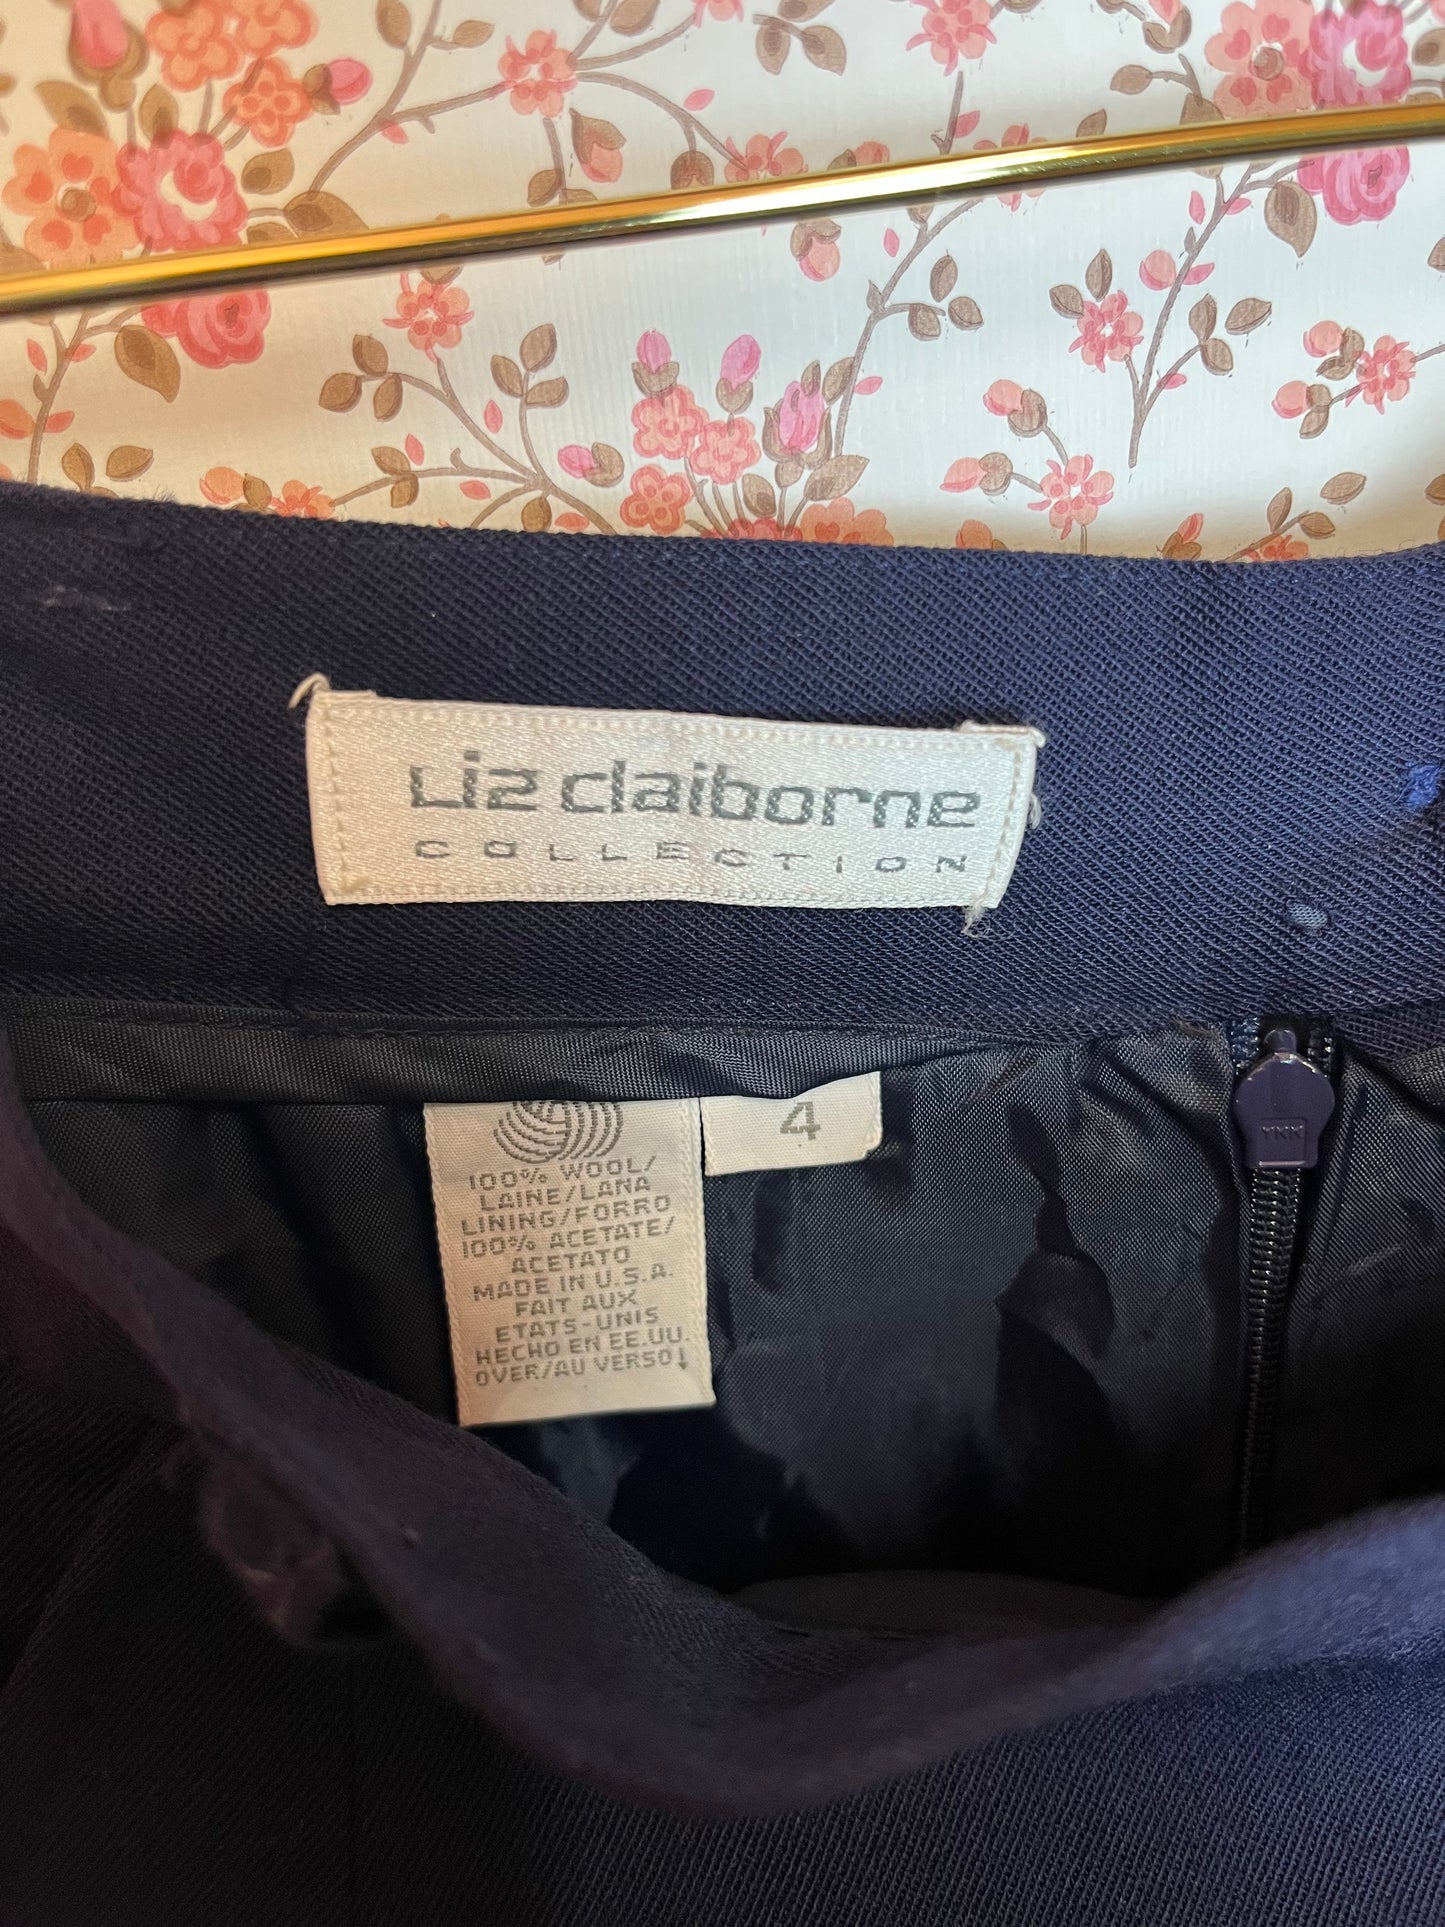 Liz claiborne
COLLECTION
4
100% WOOL/
LAINE/LANA
LINING/FORRO
100% ACETATE/
ACETATO
MADE IN U.S.A.
FAIT AUX
ETATS-UNIS
HECHO EN EE.UU.
OVER/AU VERSO↓
YKK